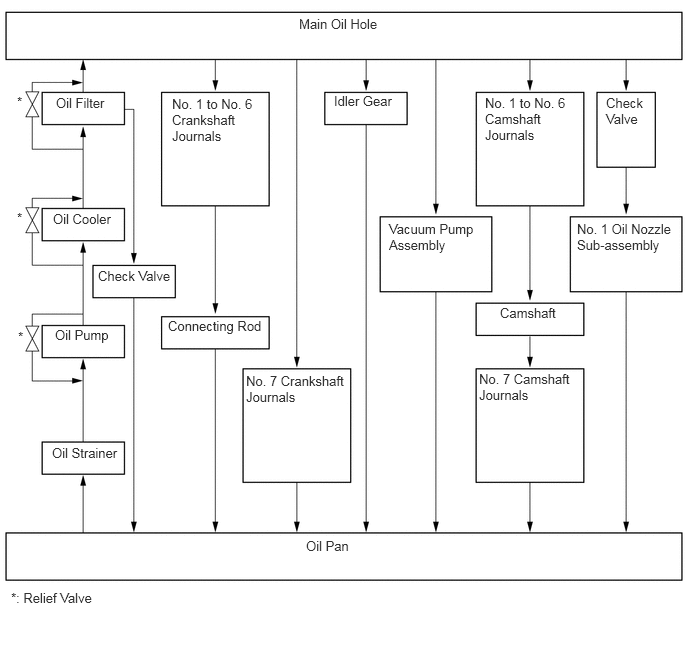 Main Oil Hole
*
Oil Filter
No. 1 to No. 6
Crankshaft
Journals
Idler Gear
No. 1 to No. 6
Camshaft
Journals
Check
Valve
*
Oil Cooler
Vacuum Pump
Assembly
No. 1 Oil Nozzle
Sub-assembly
Check Valve
Camshaft
Connecting Rod
*
Oil Pump
No. 7 Crankshaft
Journals
No. 7 Camshaft
Journals
Oil Strainer
Oil Pan
*: Relief Valve